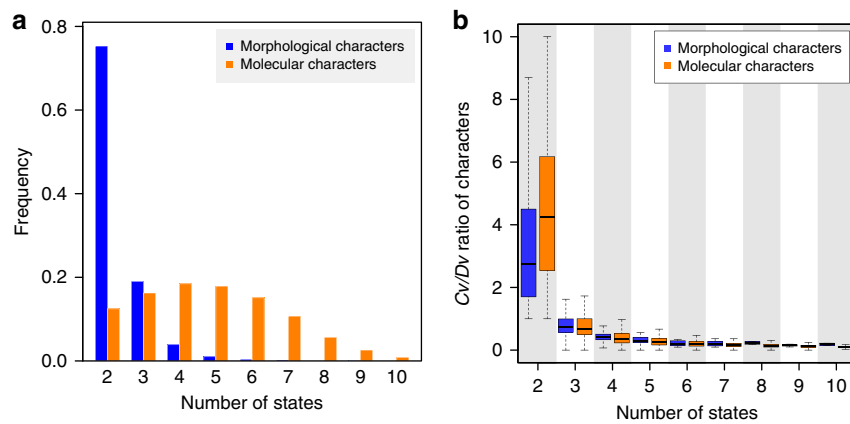 a
0.8
0.6
0.4
0.2
0.0
Frequency
Morphological characters
Molecular characters
2 3 4 5 6 7 8 9 10
Number of states
b
10
8
6
4
2
0
Cv/Dv ratio of characters
Morphological characters
Molecular characters
2 3 4 5 6 7 8 9 10
Number of states